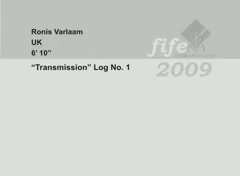 Ronis Varlaam
UK
6' 10"
“Transmission” Log No. 1
fife
2009